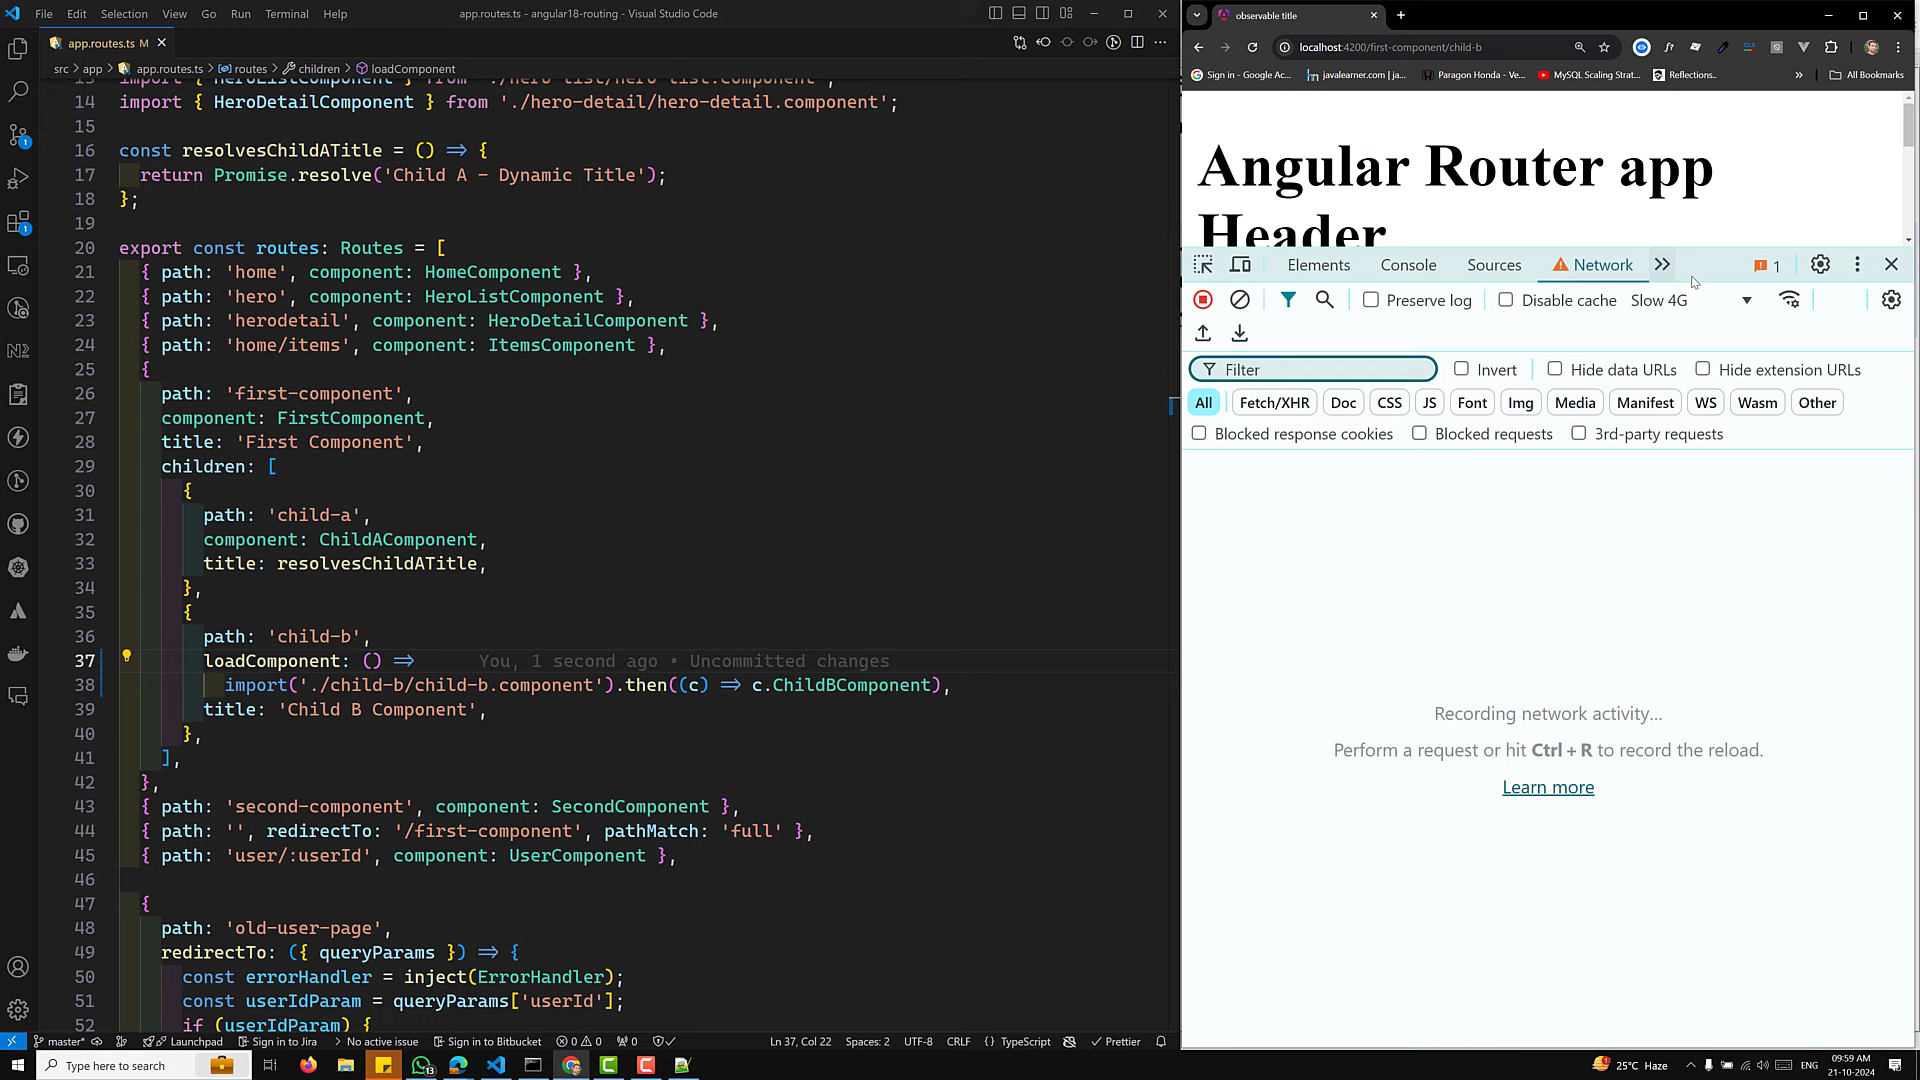 File Edit Selection View Go Run Terminal Help
app.routes.ts - angular18-routing - Visual Studio Code
app.routes.ts M
src > app > app.routes.ts > routes > children > loadComponent
import { HeroListComponent } from './hero-list/hero-list.component';
14 import { HeroDetailComponent } from './hero-detail/hero-detail.component';
15
16 const resolvesChildATitle = () => {
17 return Promise.resolve('Child A - Dynamic Title');
18 };
19
20 export const routes: Routes = [
21 { path: 'home', component: HomeComponent },
22 { path: 'hero', component: HeroListComponent },
23 { path: 'herodetail', component: HeroDetailComponent },
24 { path: 'home/items', component: ItemsComponent },
25 {
26 path: 'first-component',
27 component: FirstComponent,
28 title: 'First Component',
29 children: [
30 {
31 path: 'child-a',
32 component: ChildAComponent,
33 title: resolvesChildATitle,
34 },
35 {
36 path: 'child-b',
37 loadComponent: () => You, 1 second ago • Uncommitted changes
38 import('./child-b/child-b.component').then((c) => c.ChildBComponent),
39 title: 'Child B Component',
40 },
41 ],
42 },
43 { path: 'second-component', component: SecondComponent },
44 { path: '', redirectTo: '/first-component', pathMatch: 'full' },
45 { path: 'user/:userId', component: UserComponent },
46
47 {
48 path: 'old-user-page',
49 redirectTo: ({ queryParams }) => {
50 const errorHandler = inject(ErrorHandler);
51 const userIdParam = queryParams['userId'];
52 if (userIdParam) {
master* Launchpad Sign in to Jira No active issue Sign in to Bitbucket 0 0 0 Ln 37, Col 22 Spaces: 2 UTF-8 CRLF {} TypeScript Prettier
observable title
localhost:4200/first-component/child-b
Sign in - Google Ac... javalearner.com | ja... Paragon Honda - Ve... MySQL Scaling Strat... Reflections.. All Bookmarks
Angular Router app
Header
Elements Console Sources Network 1
Preserve log Disable cache Slow 4G
Filter Invert Hide data URLs Hide extension URLs
All Fetch/XHR Doc CSS JS Font Img Media Manifest WS Wasm Other
Blocked response cookies Blocked requests 3rd-party requests
Recording network activity...
Perform a request or hit Ctrl + R to record the reload.
Learn more
Type here to search
13
25°C Haze
ENG
09:59 AM
21-10-2024